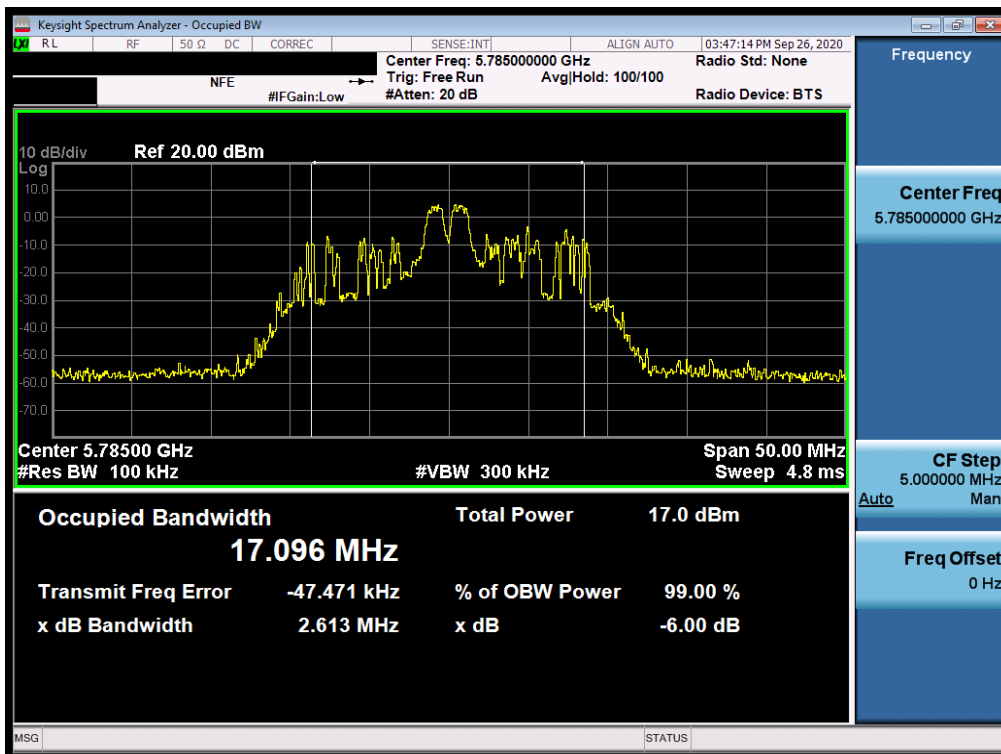 Keysight Spectrum Analyzer - Occupied BW
LXI RL RF 50 Ω DC CORREC SENSE:INT ALIGN AUTO 03:47:14 PM Sep 26, 2020
Center Freq: 5.785000000 GHz Radio Std: None
NFE Trig: Free Run Avg|Hold: 100/100
#IFGain:Low #Atten: 20 dB Radio Device: BTS
Frequency
10 dB/div Ref 20.00 dBm
Log
10.0
0.00
-10.0
-20.0
-30.0
-40.0
-50.0
-60.0
-70.0
Center 5.78500 GHz Span 50.00 MHz
#Res BW 100 kHz #VBW 300 kHz Sweep 4.8 ms
Occupied Bandwidth Total Power 17.0 dBm
17.096 MHz
Transmit Freq Error -47.471 kHz % of OBW Power 99.00 %
x dB Bandwidth 2.613 MHz x dB -6.00 dB
Center Freq
5.785000000 GHz
CF Step
5.000000 MHz
Auto Man
Freq Offset
0 Hz
MSG STATUS